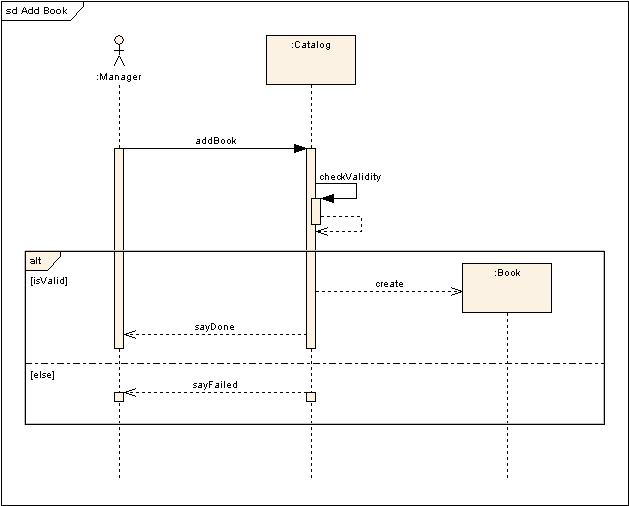 sd Add Book
:Manager
:Catalog
addBook
checkValidity
alt
[isValid]
:Book
create
sayDone
[else]
sayFailed